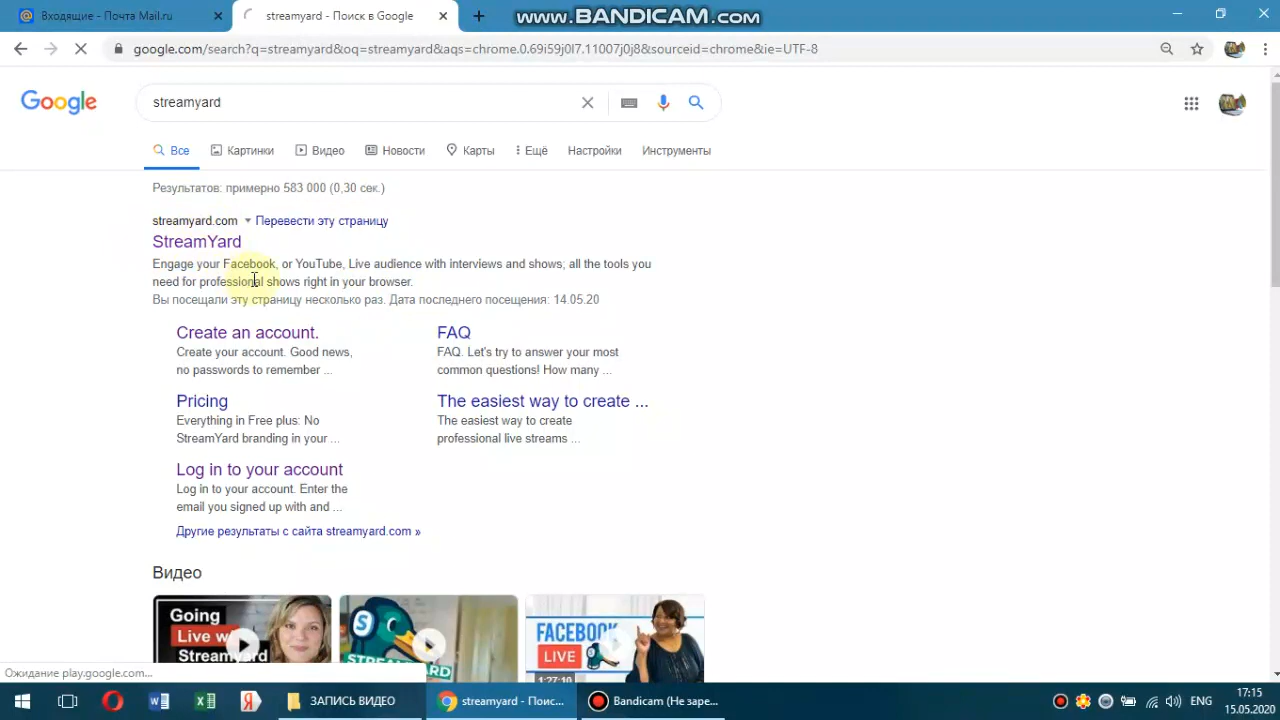 Входящие - Почта Mail.ru
streamyard - Поиск в Google
www.BANDICAM.com
google.com/search?q=streamyard&oq=streamyard&aqs=chrome.0.69i59j0l7.11007j0j8&sourceid=chrome&ie=UTF-8
Google
streamyard
Все
Картинки
Видео
Новости
Карты
Ещё
Настройки
Инструменты
Результатов: примерно 583 000 (0,30 сек.)
streamyard.com
Перевести эту страницу
StreamYard
Engage your Facebook, or YouTube, Live audience with interviews and shows; all the tools you
need for professional shows right in your browser.
Вы посещали эту страницу несколько раз. Дата последнего посещения: 14.05.20
Create an account.
Create your account. Good news,
no passwords to remember ...
FAQ
FAQ. Let's try to answer your most
common questions! How many ...
Pricing
Everything in Free plus: No
StreamYard branding in your ...
The easiest way to create ...
The easiest way to create
professional live streams ...
Log in to your account
Log in to your account. Enter the
email you signed up with and ...
Другие результаты с сайта streamyard.com »
Видео
Going
Live wi
Streamyard
S
STREAMYARD
FACEBOOK
LIVE
1:27:10
Ожидание play.google.com...
ЗАПИСЬ ВИДЕО
streamyard - Поис...
Bandicam (Не заре...
ENG
17:15
15.05.2020